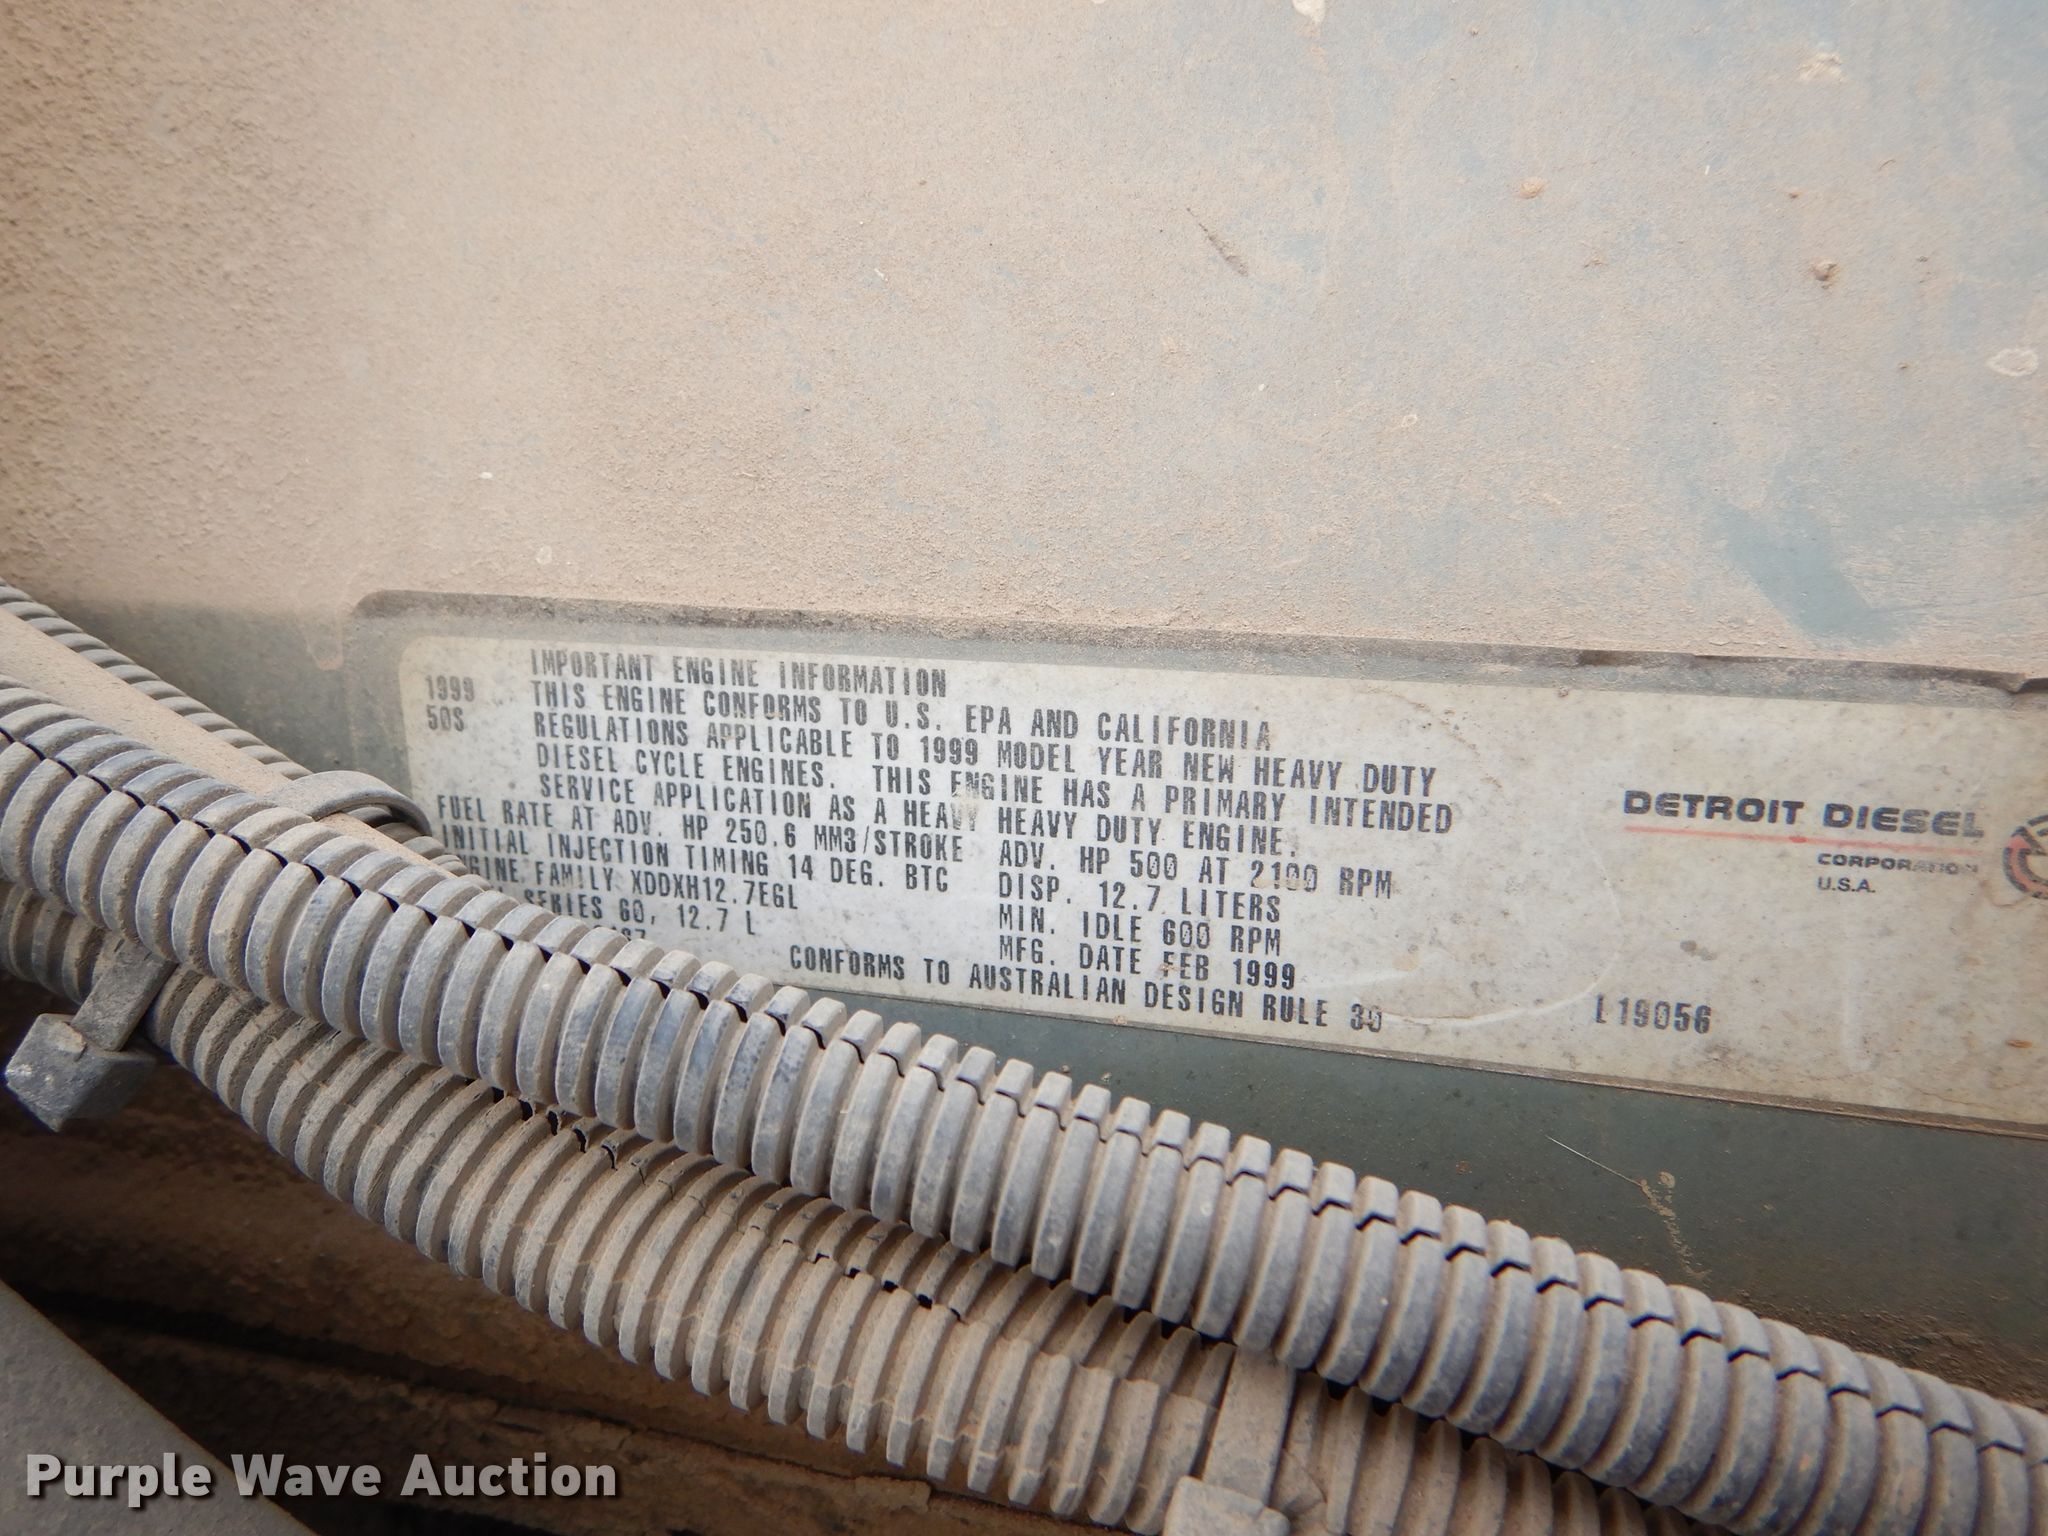 IMPORTANT ENGINE INFORMATION
1999 THIS ENGINE CONFORMS TO U.S. EPA AND CALIFORNIA
50S REGULATIONS APPLICABLE TO 1999 MODEL YEAR NEW HEAVY DUTY
DIESEL CYCLE ENGINES. THIS ENGINE HAS A PRIMARY INTENDED
SERVICE APPLICATION AS A HEAVY HEAVY DUTY ENGINE.
FUEL RATE AT ADV. HP 250.6 MM3/STROKE ADV. HP 500 AT 2100 RPM
INITIAL INJECTION TIMING 14 DEG. BTC DISP. 12.7 LITERS
FAMILY XDDXH12.7EGL MIN. IDLE 600 RPM
SERIES 60, 12.7 L MFG. DATE FEB 1999
CONFORMS TO AUSTRALIAN DESIGN RULE 30
L19056
DETROIT DIESEL
CORPORATION
U.S.A.
Purple Wave Auction